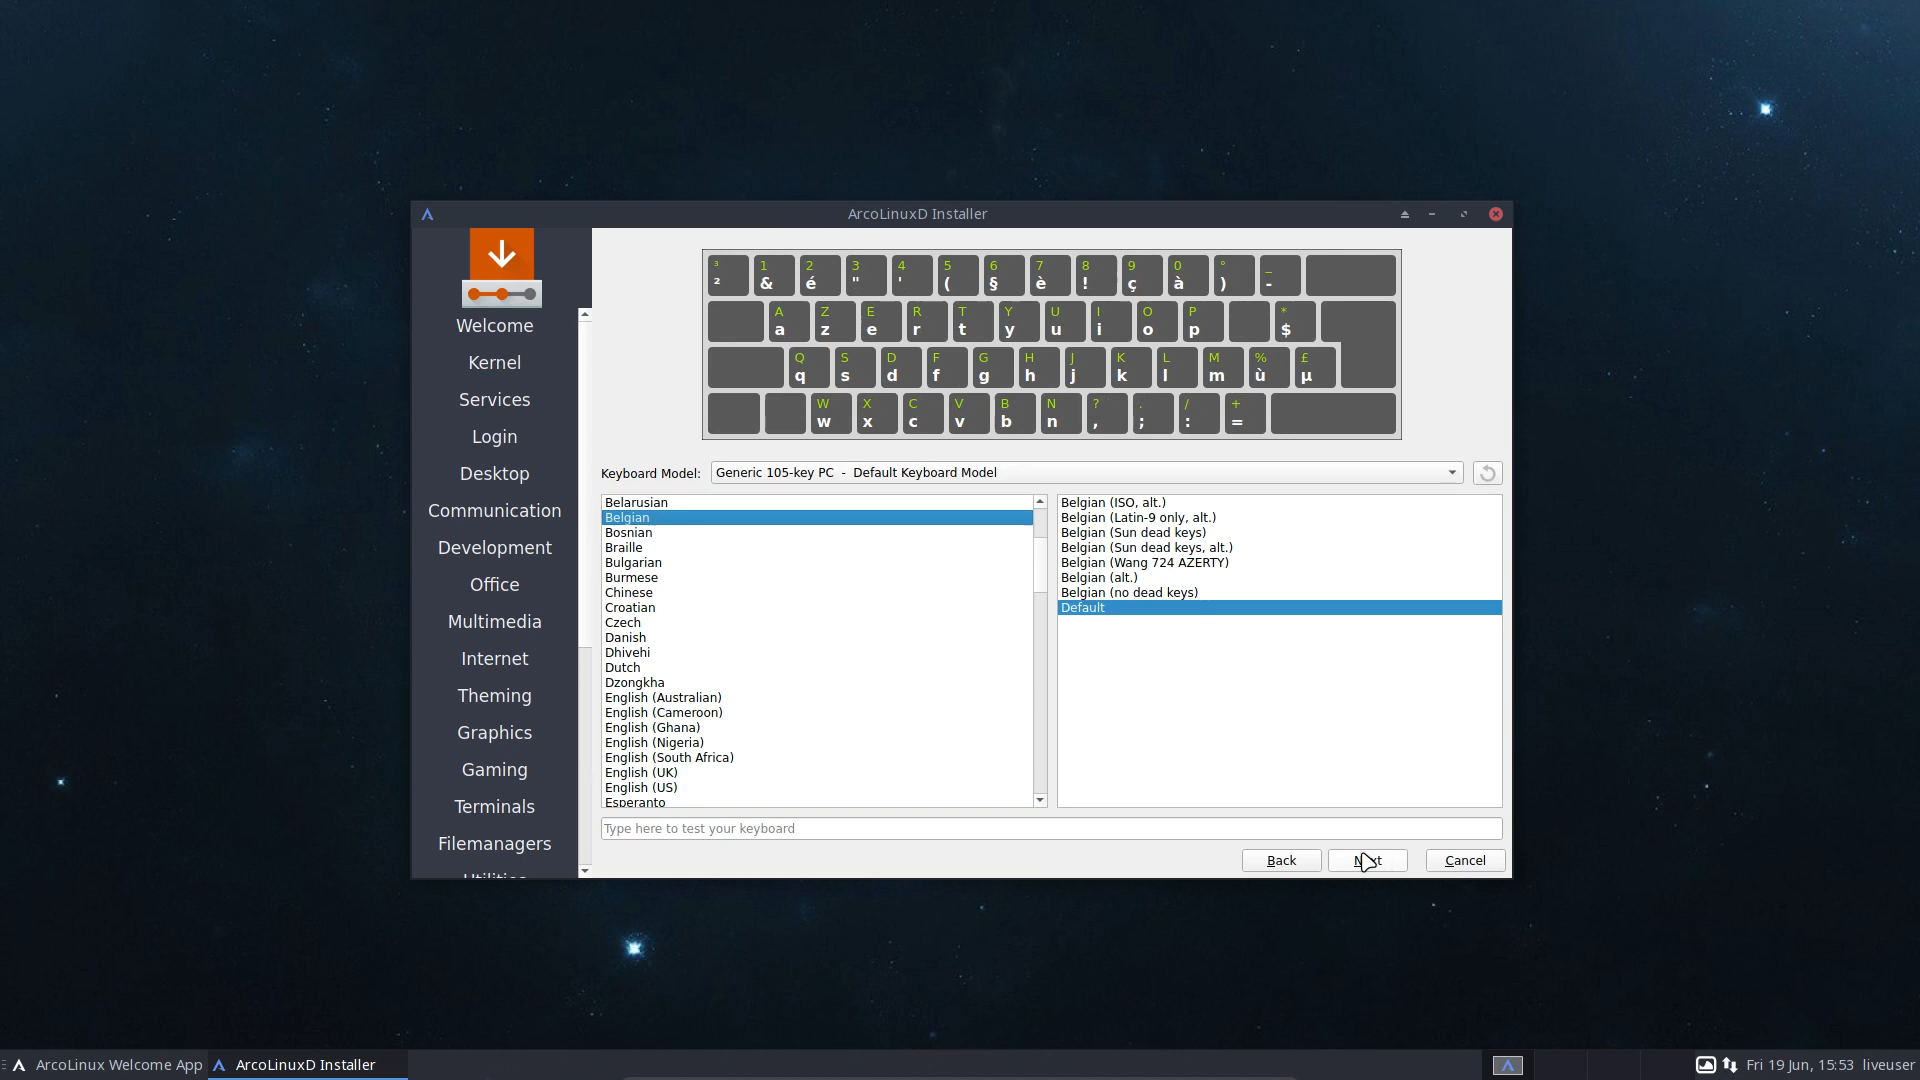 ArcoLinuxD Installer
Welcome
Kernel
Services
Login
Desktop
Communication
Development
Office
Multimedia
Internet
Theming
Graphics
Gaming
Terminals
Filemanagers
³ 1 2 3 4 5 6 7 8 9 0 ° _
² & é " ' ( § è ! ç à ) -
A Z E R T Y U I O P *
a z e r t y u i o p $
Q S D F G H J K L M % £
q s d f g h j k l m ù µ
W X C V B N ? . / +
w x c v b n , ; : =
Keyboard Model: Generic 105-key PC - Default Keyboard Model
Belarusian
Belgian
Bosnian
Braille
Bulgarian
Burmese
Chinese
Croatian
Czech
Danish
Dhivehi
Dutch
Dzongkha
English (Australian)
English (Cameroon)
English (Ghana)
English (Nigeria)
English (South Africa)
English (UK)
English (US)
Esperanto
Belgian (ISO, alt.)
Belgian (Latin-9 only, alt.)
Belgian (Sun dead keys)
Belgian (Sun dead keys, alt.)
Belgian (Wang 724 AZERTY)
Belgian (alt.)
Belgian (no dead keys)
Default
Type here to test your keyboard
Back Cancel
ArcoLinux Welcome App ArcoLinuxD Installer Fri 19 Jun, 15:53 liveuser